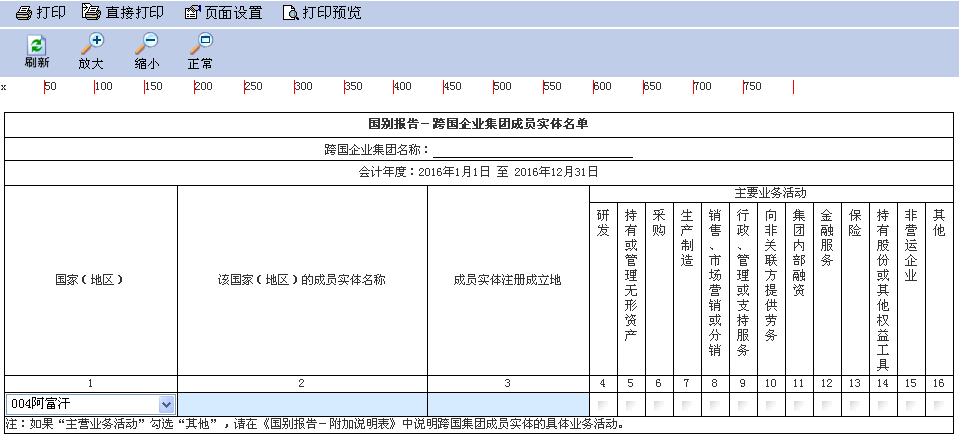 打印 直接打印 页面设置 打印预览
刷新 放大 缩小 正常
x 50 100 150 200 250 300 350 400 450 500 550 600 650 700 750
国别报告－跨国企业集团成员实体名单
跨国企业集团名称：
会计年度：2016年1月1日 至 2016年12月31日
国家（地区） 该国家（地区）的成员实体名称 成员实体注册成立地 主要业务活动
研发
持有或管理无形资产
采购
生产制造
销售、市场营销或分销
行政、管理或支持服务
向非关联方提供劳务
集团内部融资
金融服务
保险
持有股份或其他权益工具
非营运企业
其他
1 2 3 4 5 6 7 8 9 10 11 12 13 14 15 16
004阿富汗
注：如果“主营业务活动”勾选“其他”，请在《国别报告－附加说明表》中说明跨国集团成员实体的具体业务活动。